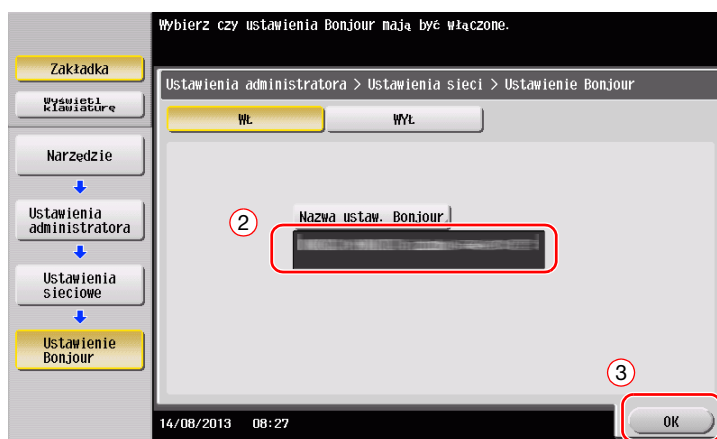 Wybierz czy ustawienia Bonjour mają być włączone.
Zakładka
Wyświetl
klawiaturę
Ustawienia administratora > Ustawienia sieci > Ustawienie Bonjour
WŁ
WYŁ
Narzędzie
Ustawienia
administratora
Ustawienia
sieciowe
Ustawienie
Bonjour
2
Nazwa ustaw. Bonjour
3
14/08/2013 08:27
OK